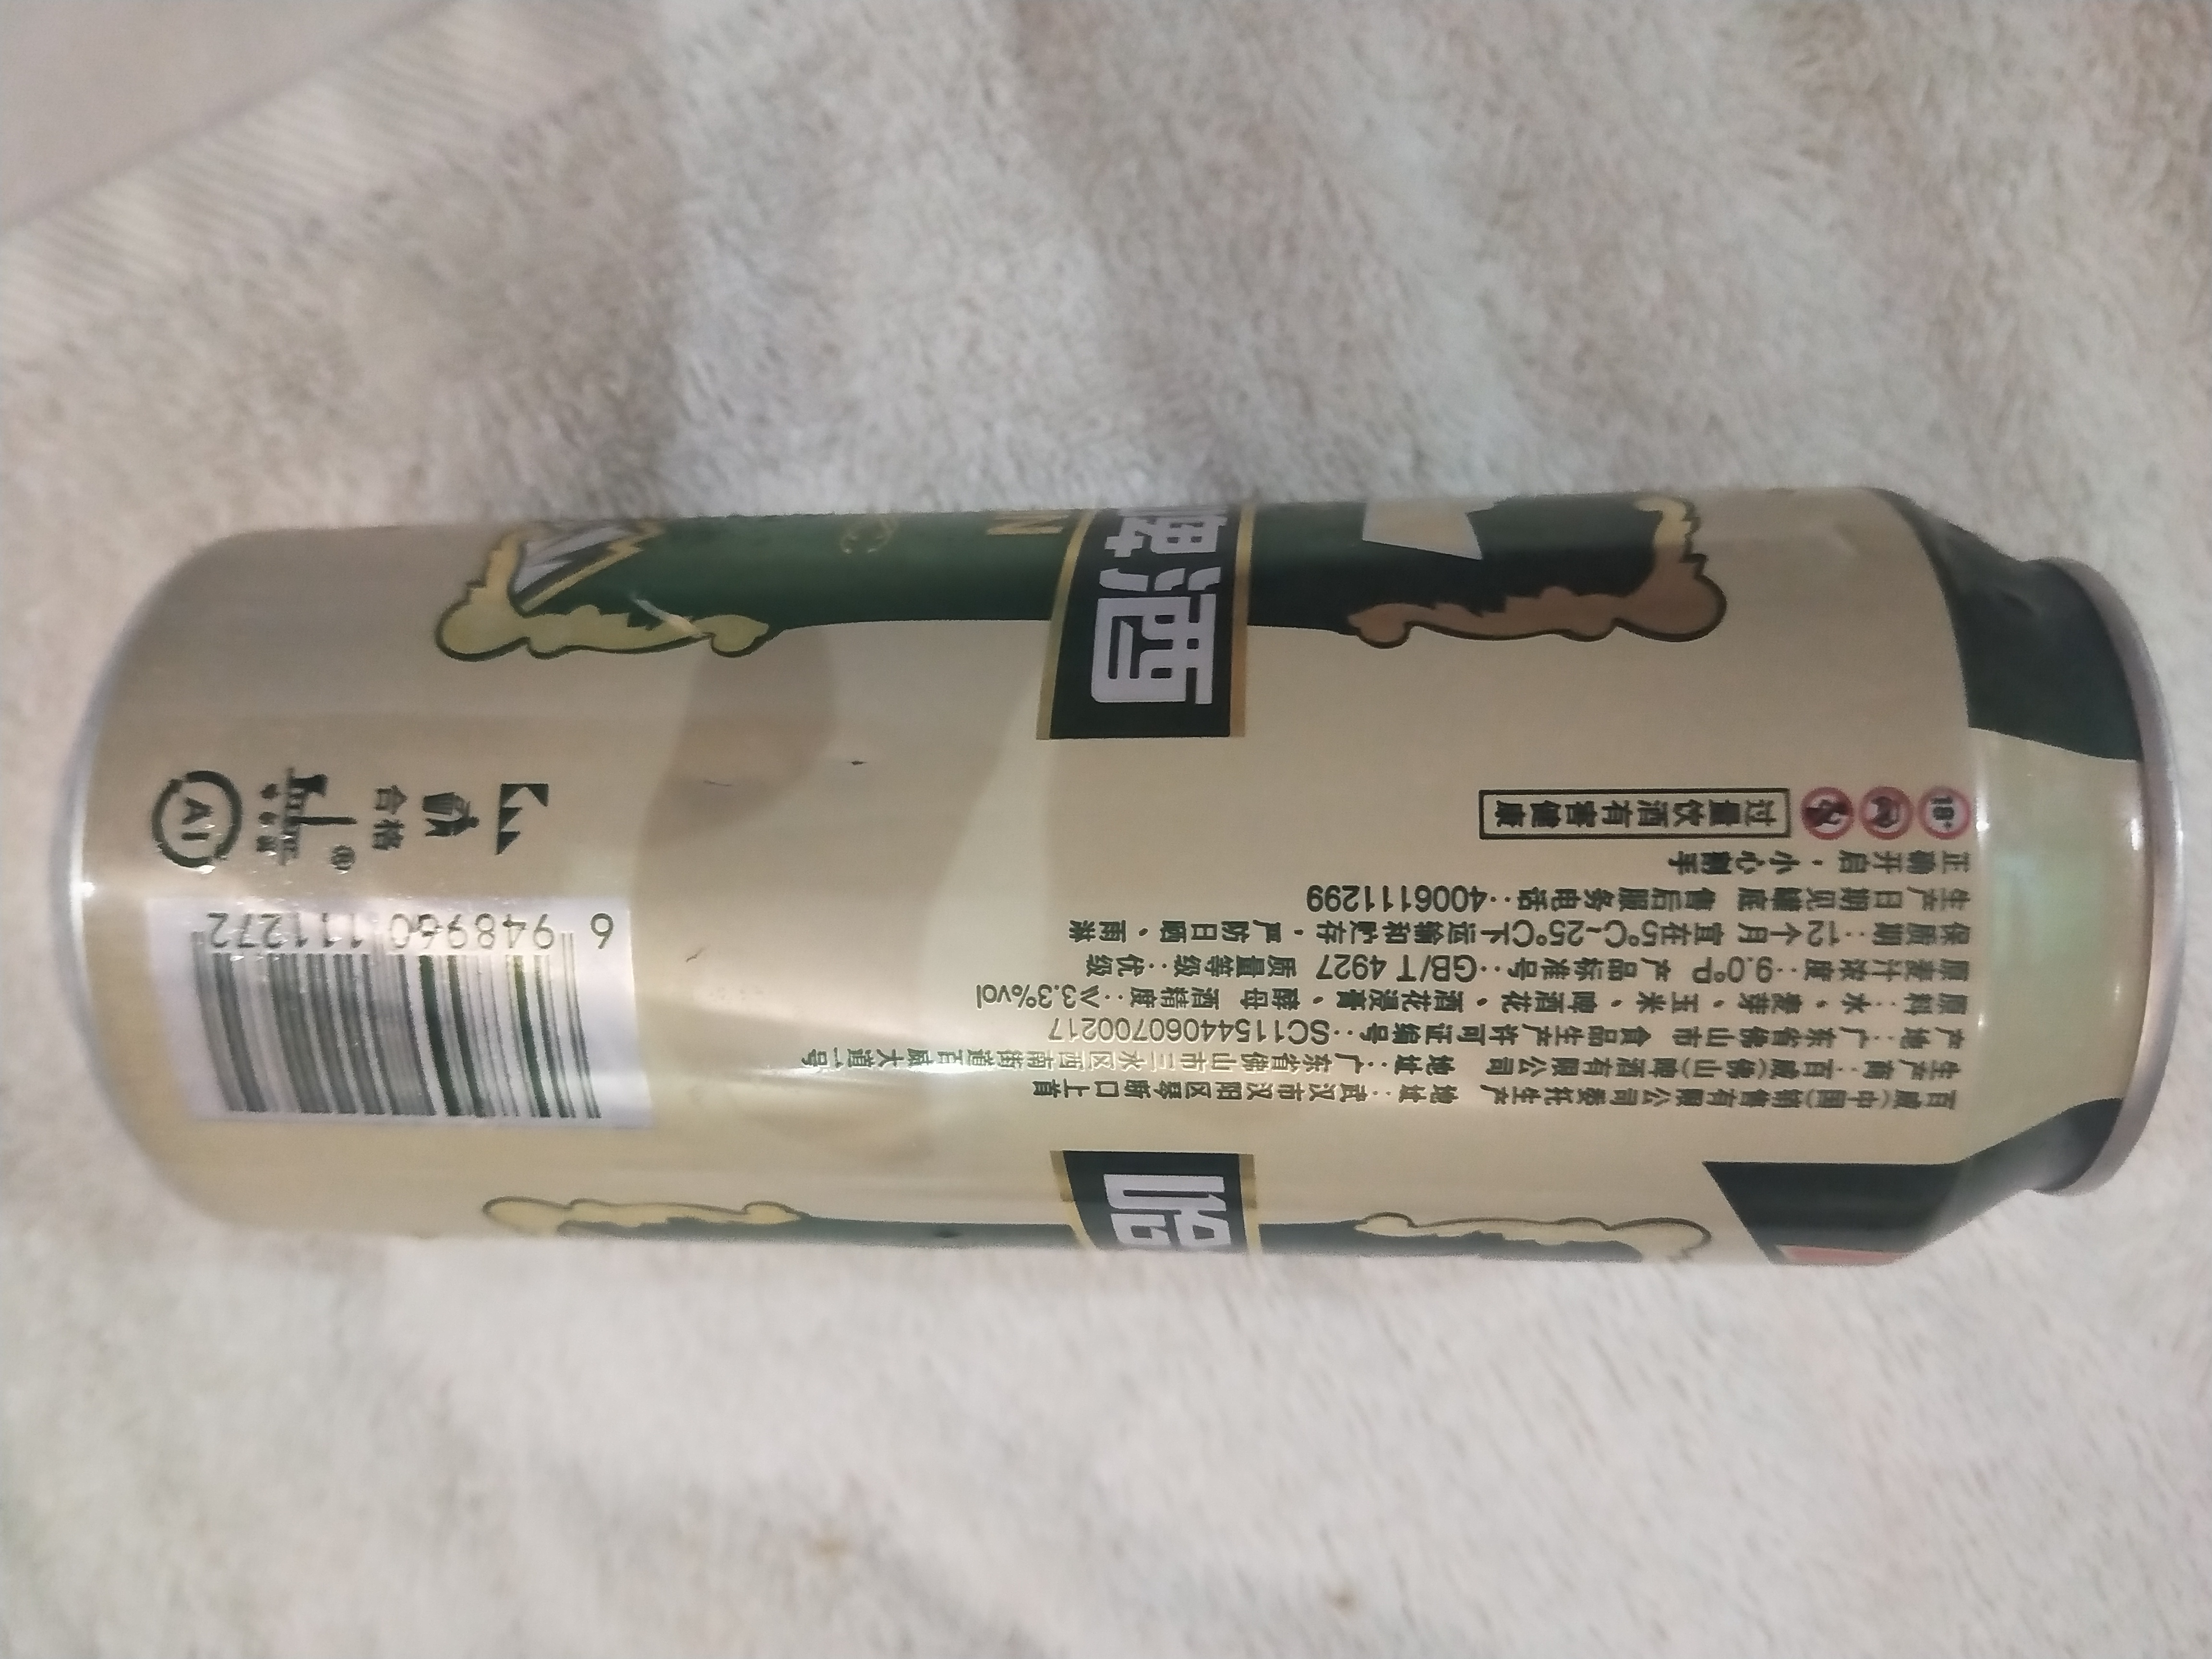 百威(中国)销售有限公司委托生产 地址:武汉市汉阳区琴断口上首
生产商:百威(佛山)啤酒有限公司 地址:广东省佛山市三水区西南街道百威大道1号
产地:广东省佛山市 食品生产许可证编号:SC11544060700217
原料:水,麦芽,玉米,啤酒花,酒花浸膏,酵母 酒精度:≥3.3%vol
原麦汁浓度:9.0°P 产品标准号:GB/T 4927 质量等级:优级
保质期:12个月 宜在5°C~25°C下运输和贮存,严防日晒,雨淋
生产日期见罐底 售后服务电话:4006111299
正确开启,小心割手
18+
过量饮酒有害健康
6 948960 111272
合格
Al
啤酒
哈
N